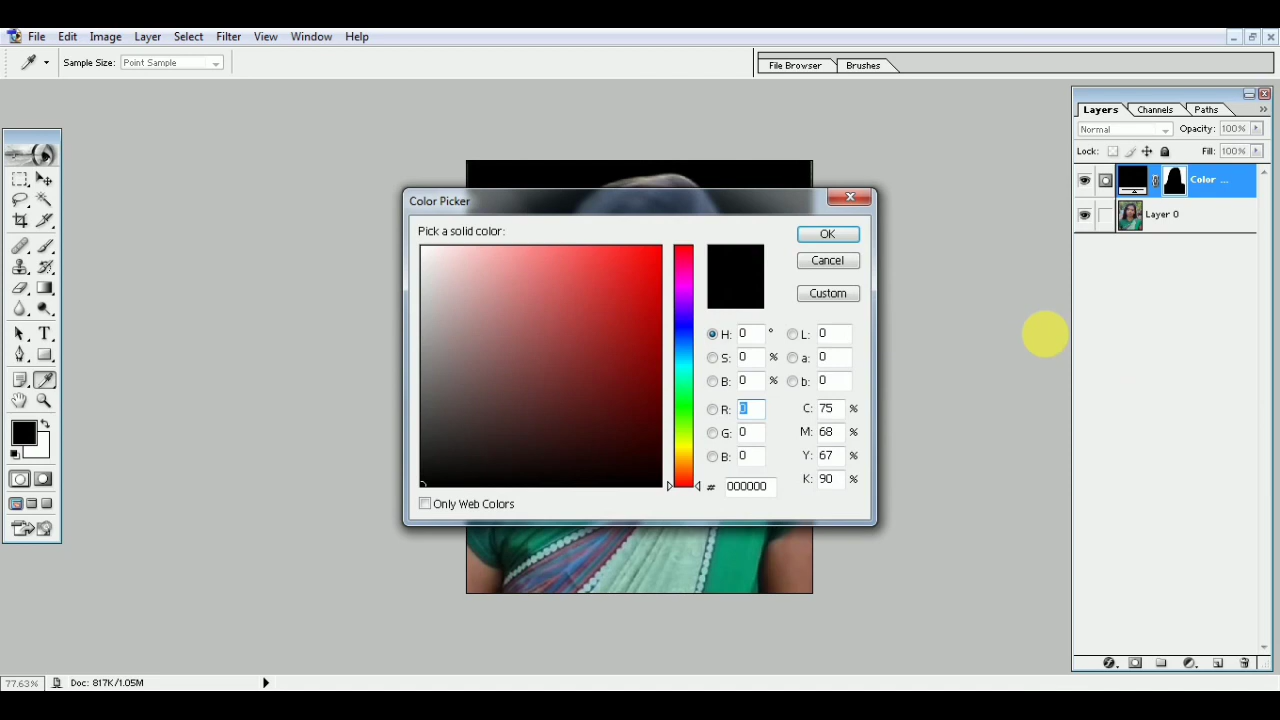 File Edit Image Layer Select Filter View Window Help
Sample Size: Point Sample
File Browser Brushes
Layers Channels Paths
Normal Opacity: 100%
Lock: Fill: 100%
Color ...
Layer 0
Color Picker
Pick a solid color:
OK
Cancel
Custom
H: 0 ° L: 0
S: 0 % a: 0
B: 0 % b: 0
R: 0 C: 75 %
G: 0 M: 68 %
B: 0 Y: 67 %
# 000000 K: 90 %
Only Web Colors
T
77.63% Doc: 817K/1.05M